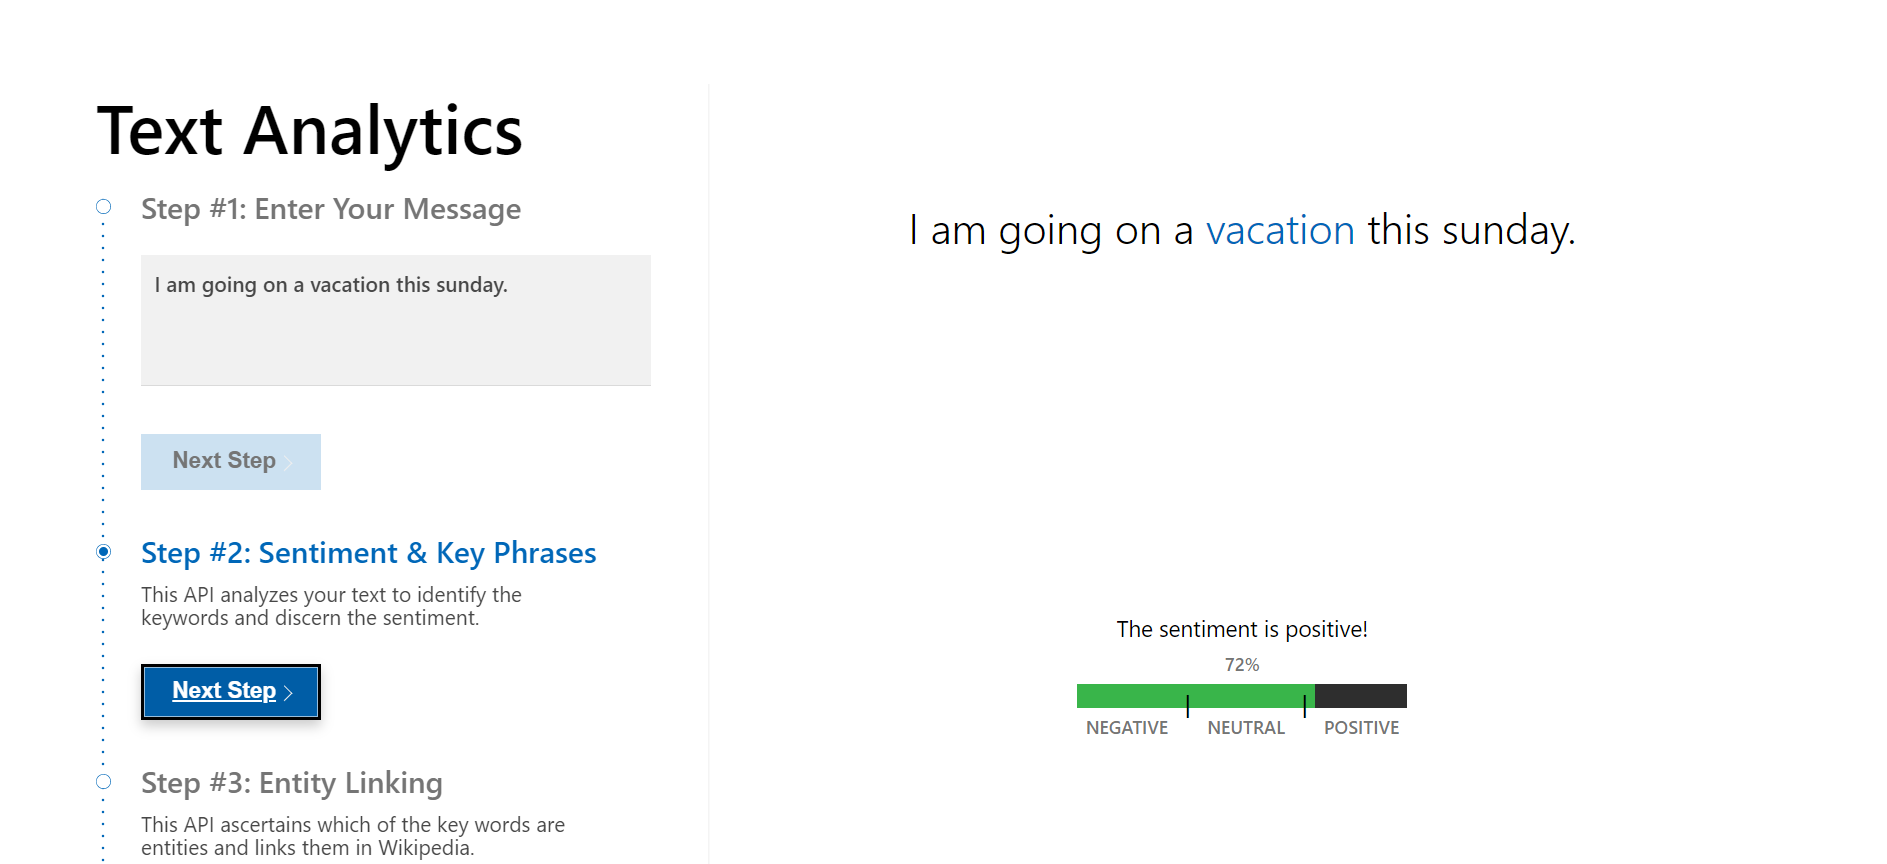 Text Analytics
Step #1: Enter Your Message
I am going on a vacation this sunday.
Next Step
Step #2: Sentiment & Key Phrases
This API analyzes your text to identify the
keywords and discern the sentiment.
Next Step
Step #3: Entity Linking
This API ascertains which of the key words are
entities and links them in Wikipedia.
I am going on a vacation this sunday.
The sentiment is positive!
72%
NEGATIVE NEUTRAL POSITIVE